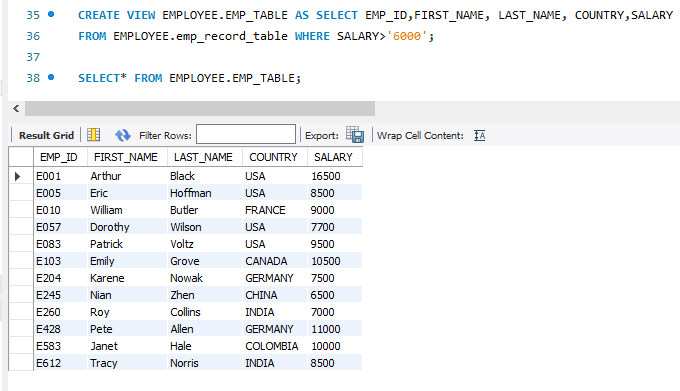 35 CREATE VIEW EMPLOYEE.EMP_TABLE AS SELECT EMP_ID,FIRST_NAME, LAST_NAME, COUNTRY,SALARY
36 FROM EMPLOYEE.emp_record_table WHERE SALARY>'6000';
37
38 SELECT* FROM EMPLOYEE.EMP_TABLE;
Result Grid Filter Rows: Export: Wrap Cell Content: IA
EMP_ID FIRST_NAME LAST_NAME COUNTRY SALARY
E001 Arthur Black USA 16500
E005 Eric Hoffman USA 8500
E010 William Butler FRANCE 9000
E057 Dorothy Wilson USA 7700
E083 Patrick Voltz USA 9500
E103 Emily Grove CANADA 10500
E204 Karene Nowak GERMANY 7500
E245 Nian Zhen CHINA 6500
E260 Roy Collins INDIA 7000
E428 Pete Allen GERMANY 11000
E583 Janet Hale COLOMBIA 10000
E612 Tracy Norris INDIA 8500